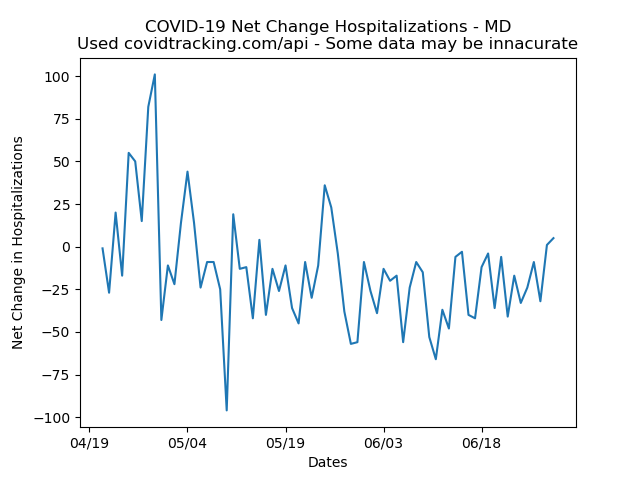 COVID-19 Net Change Hospitalizations - MD
Used covidtracking.com/api - Some data may be innacurate
Net Change in Hospitalizations
100
75
50
25
0
−25
−50
−75
−100
04/19 05/04 05/19 06/03 06/18
Dates